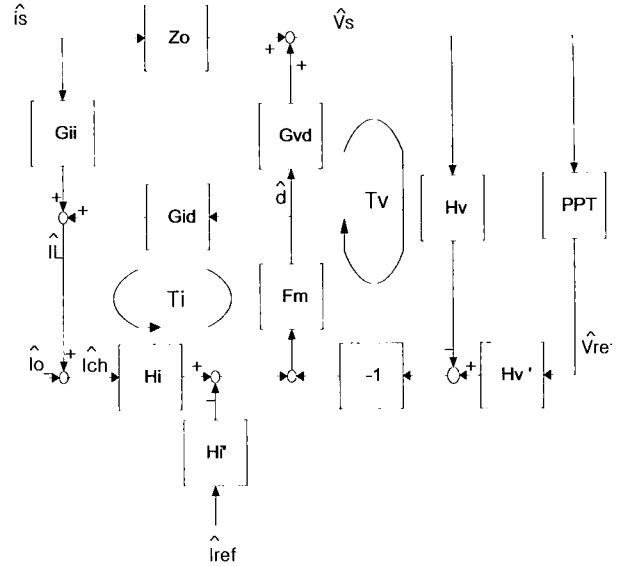 îs
Zo
V̂s
+
+
Gii
Gvd
+
+
d̂
Tv
Hv
PPT
Gid
ÎL
Ti
Fm
+
Îo
−
Îch
Hi
+
−
-1
−
+
Hv '
V̂re
Hi'
Îref